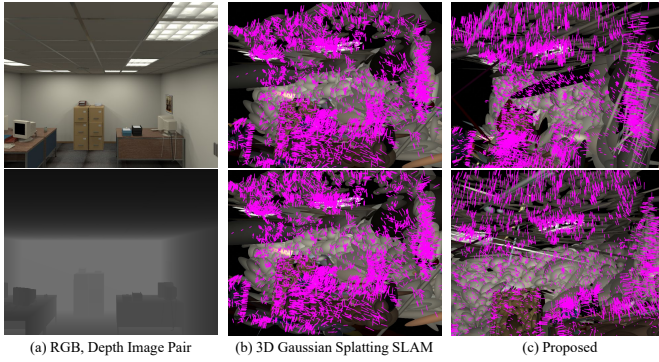 (a) RGB, Depth Image Pair
(b) 3D Gaussian Splatting SLAM
(c) Proposed